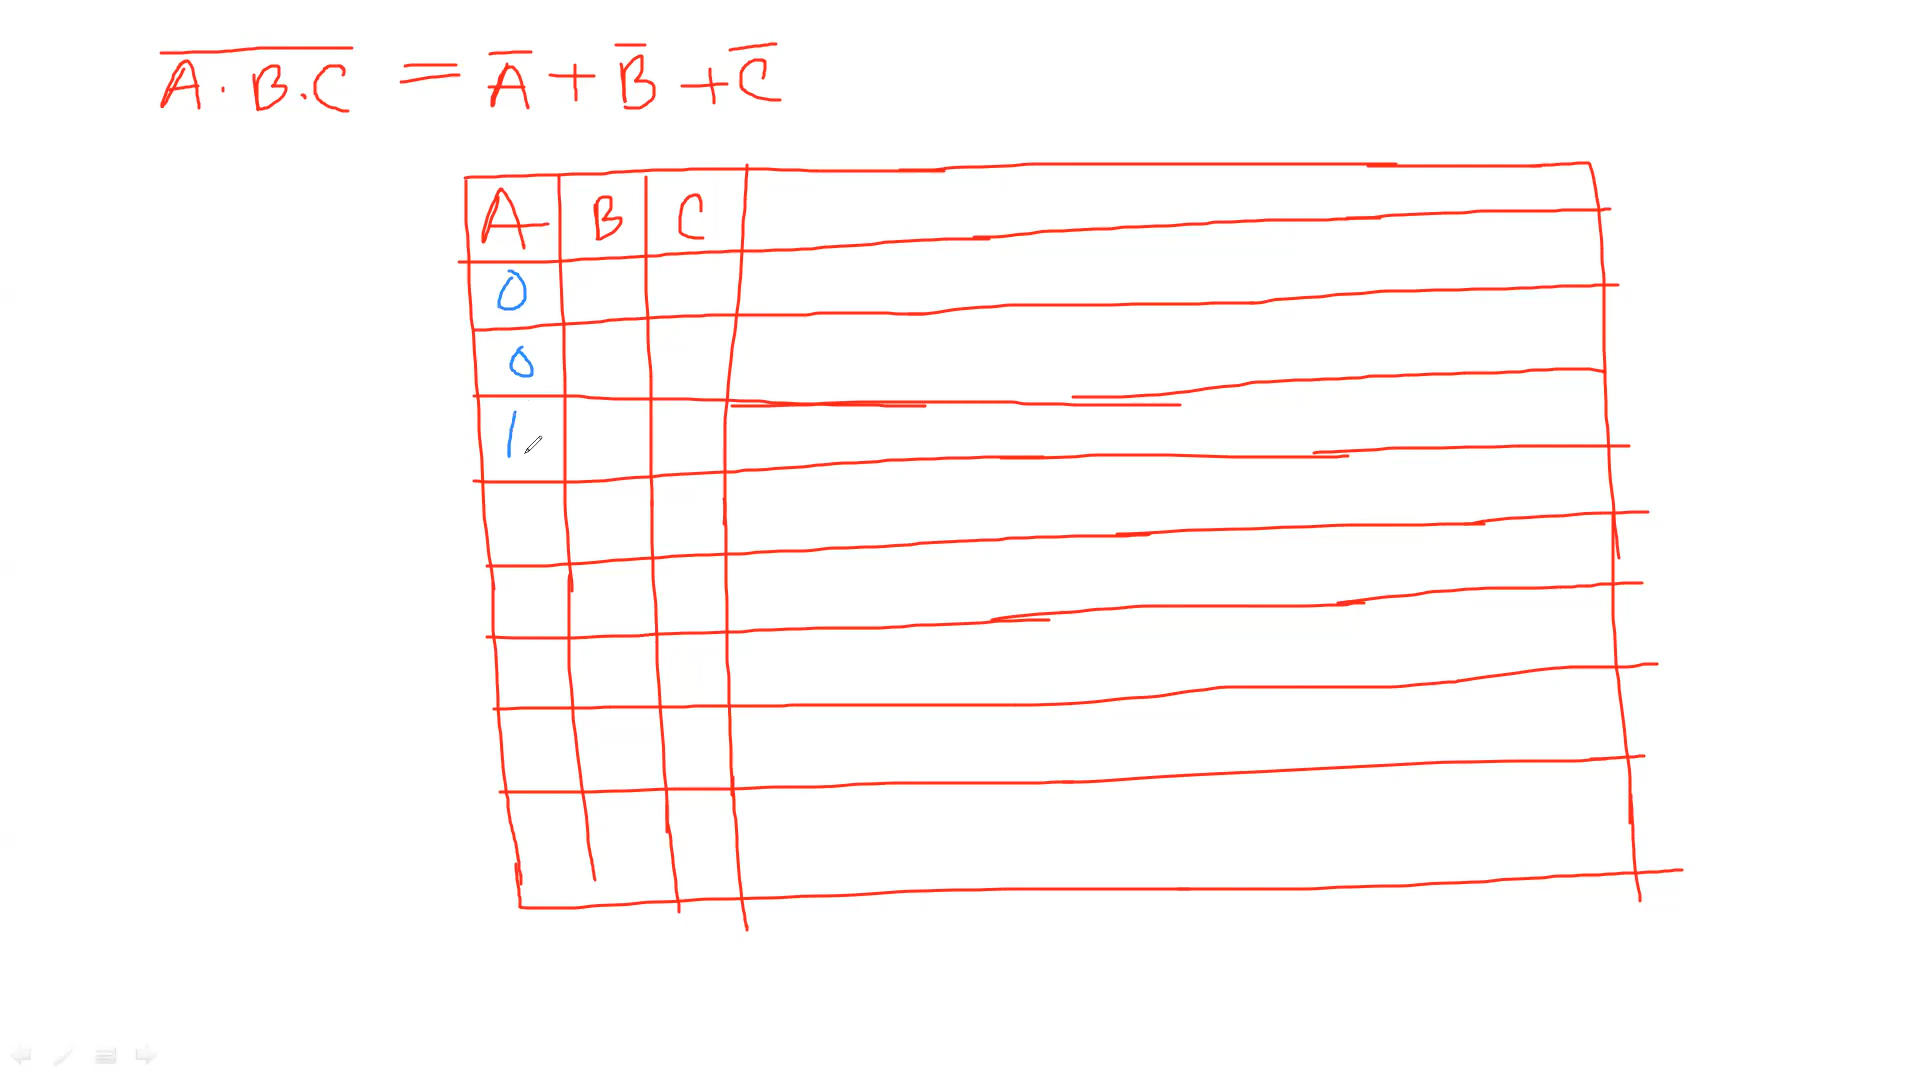 A̅.̅B̅.̅C̅ = A̅ + B̅ + C̅
A B C
0
0
1